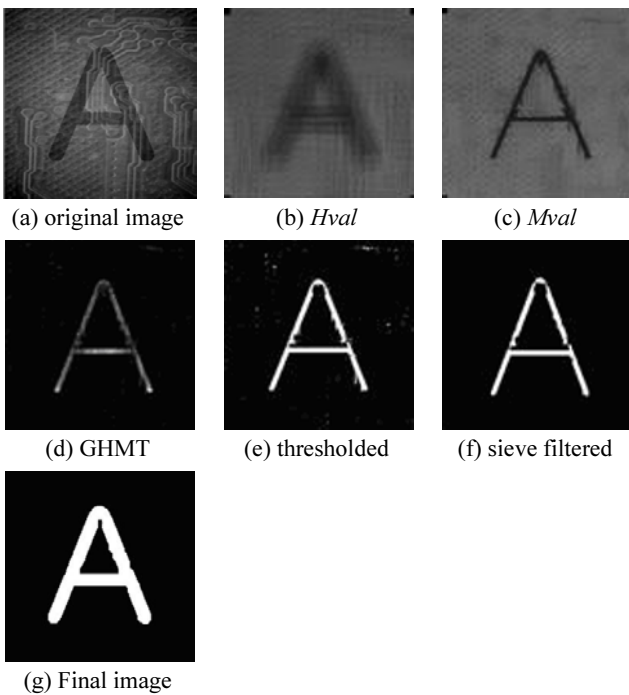 A A A
(a) original image (b) Hval (c) Mval
A A A
(d) GHMT (e) thresholded (f) sieve filtered
A
(g) Final image